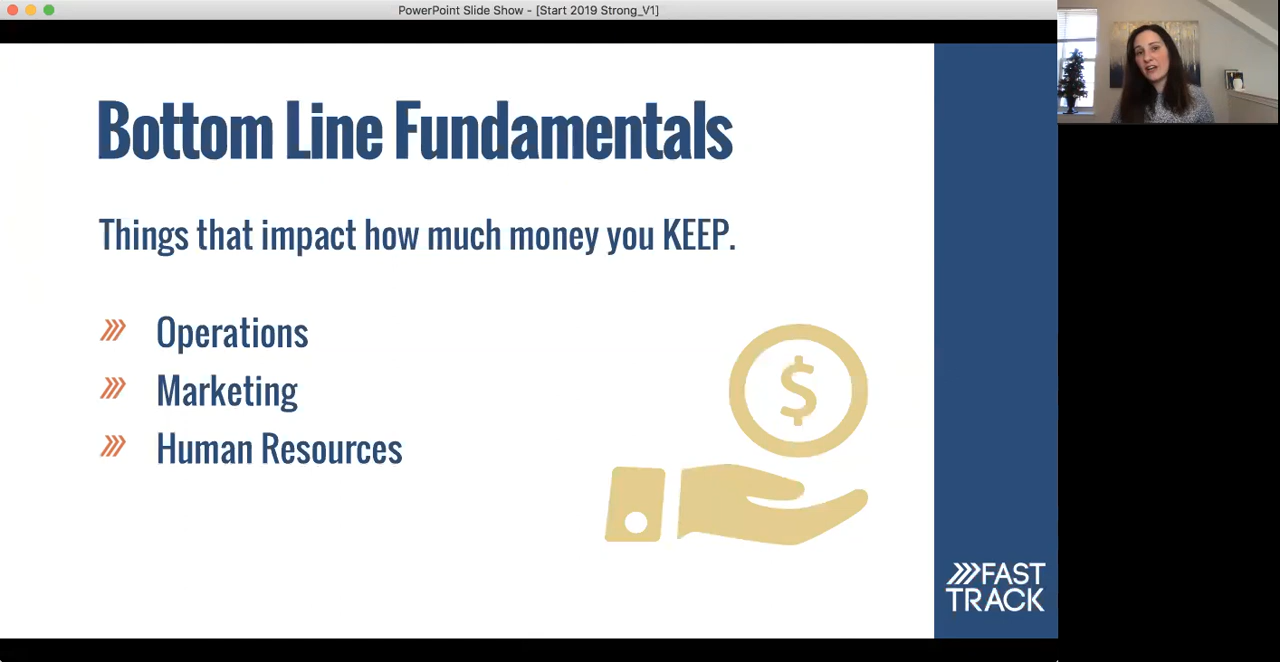 PowerPoint Slide Show - [Start 2019 Strong_V1]
Bottom Line Fundamentals
Things that impact how much money you KEEP.
Operations
Marketing
Human Resources
$
FAST
TRACK